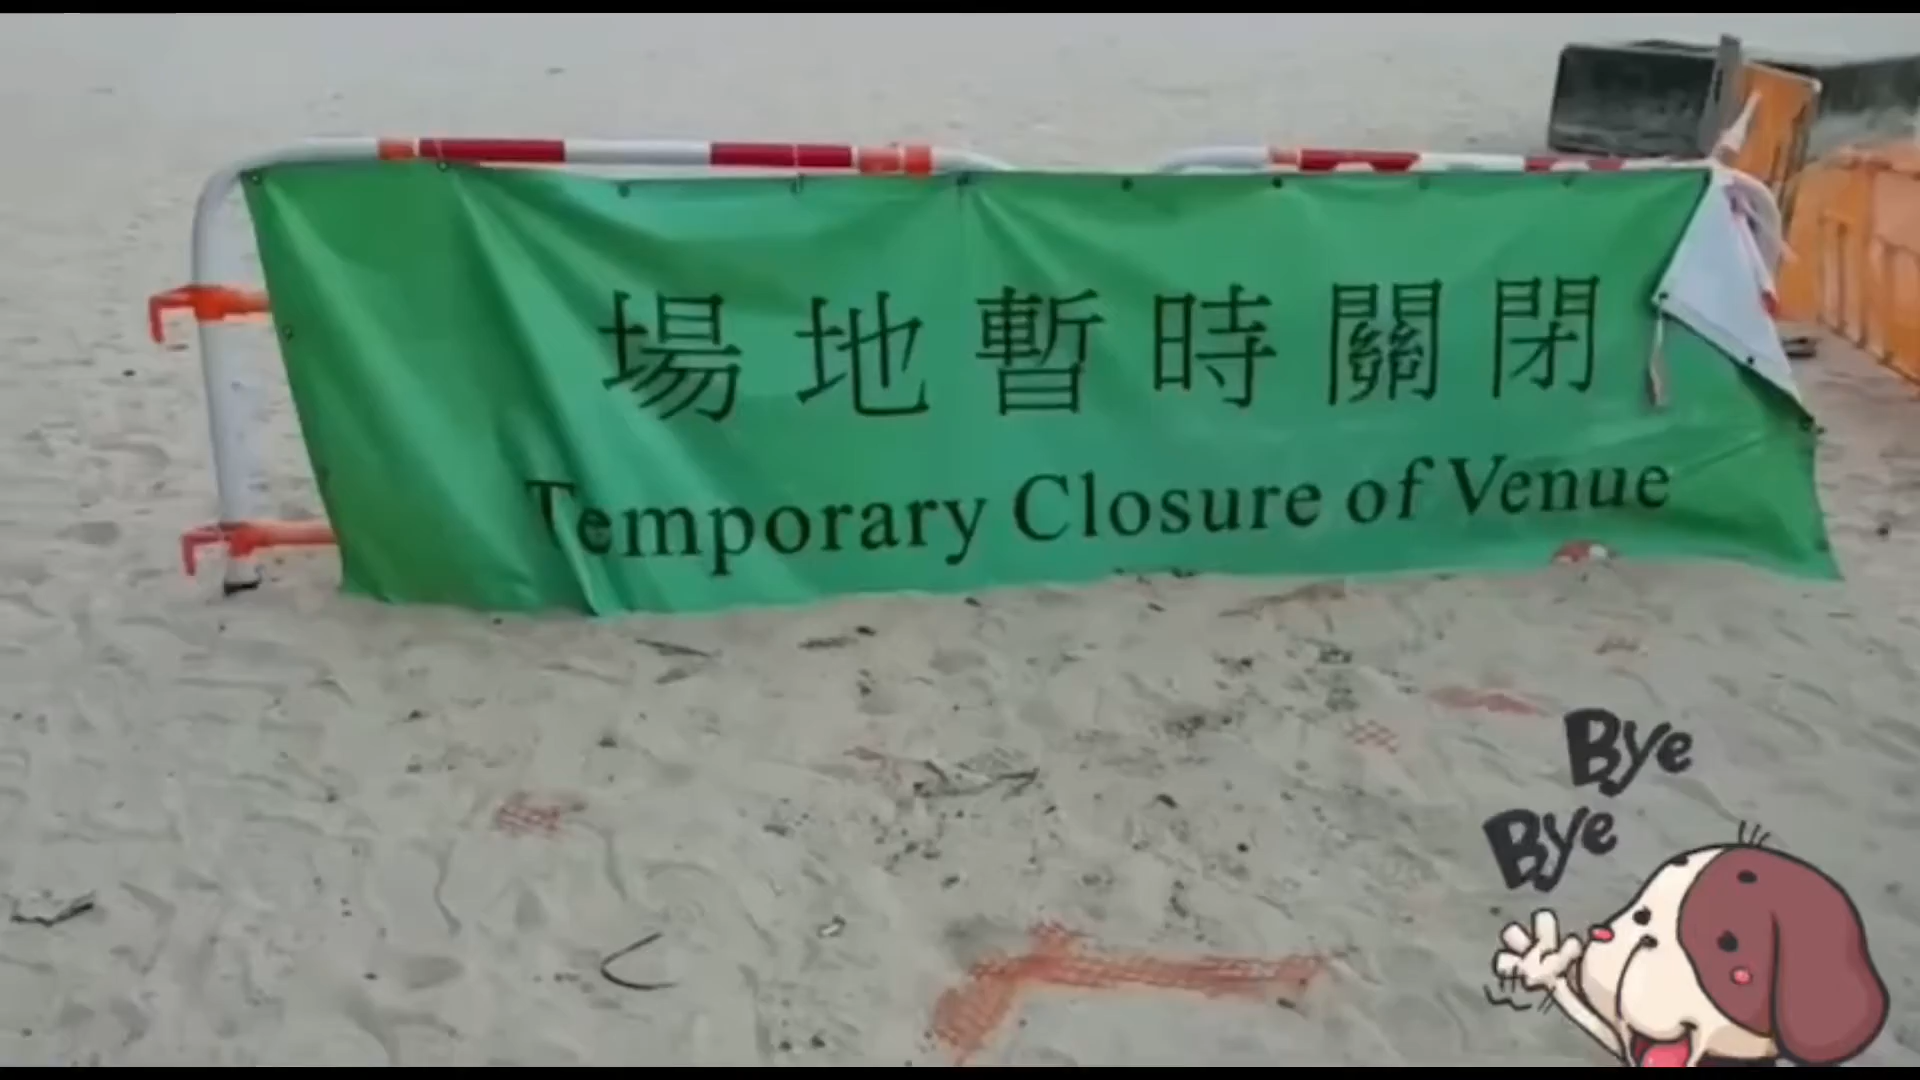 場地暫時關閉
Temporary Closure of Venue
Bye
Bye